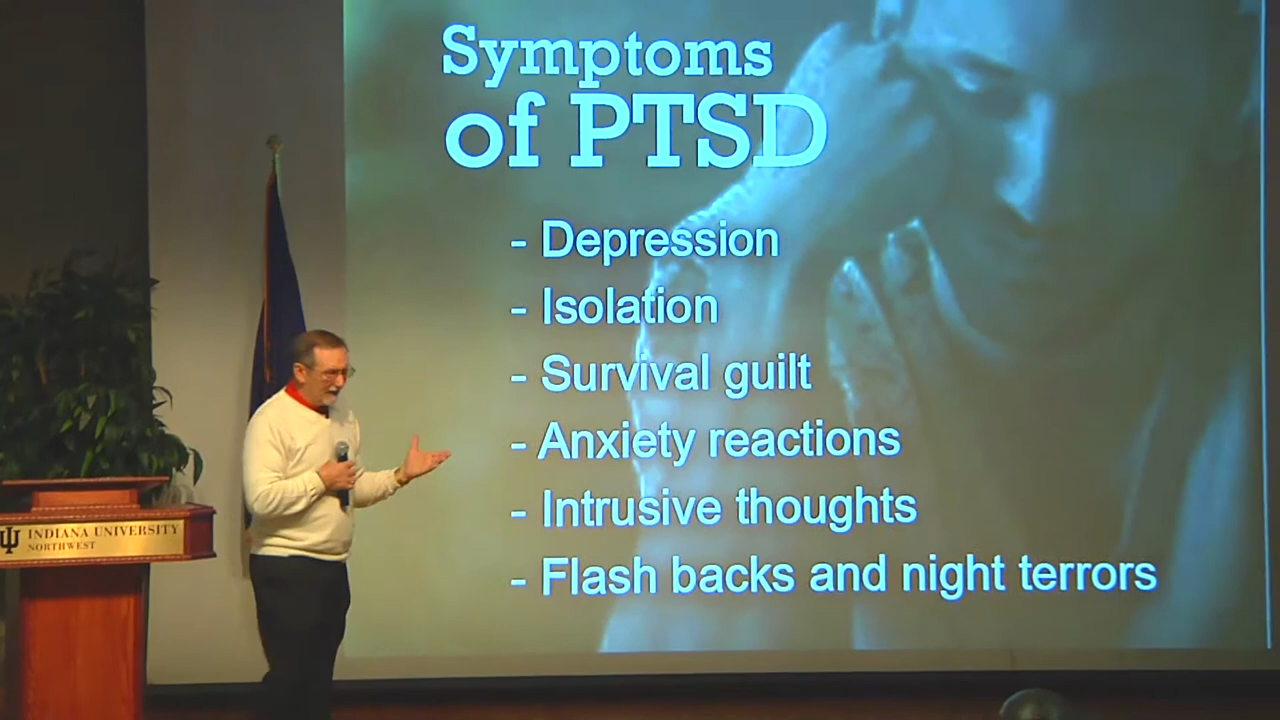 Symptoms
of PTSD
- Depression
- Isolation
- Survival guilt
- Anxiety reactions
- Intrusive thoughts
- Flash backs and night terrors
INDIANA UNIVERSITY
NORTHWEST